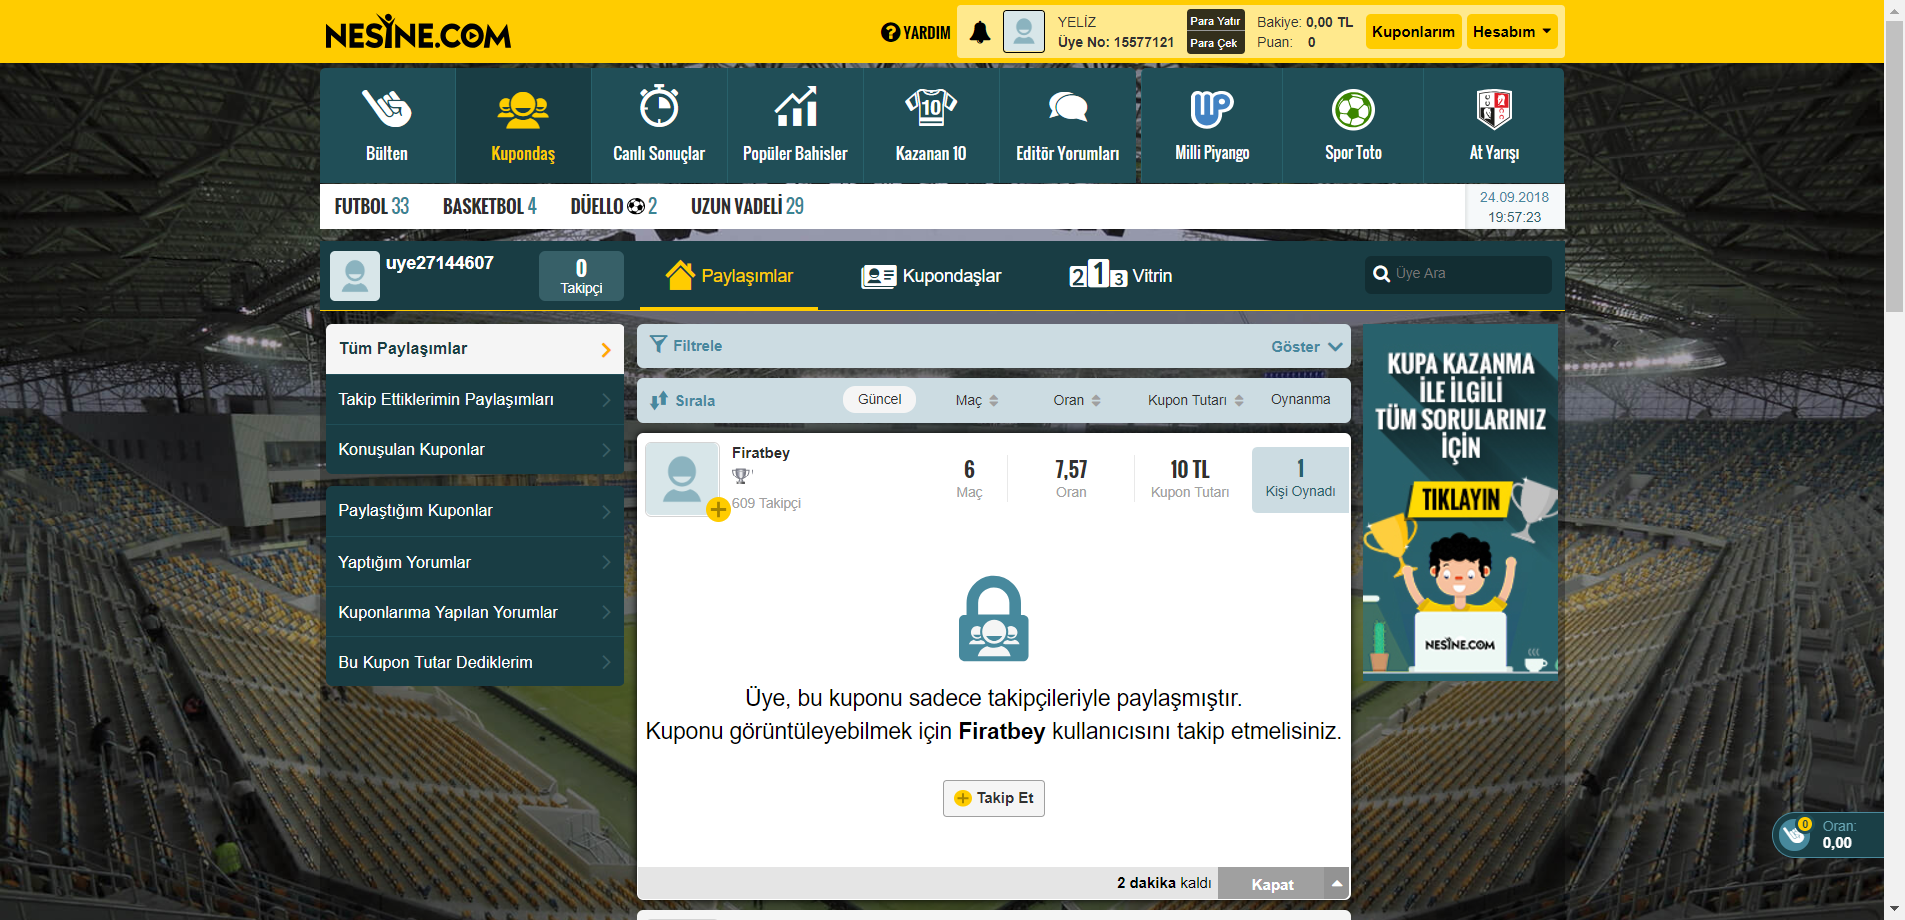 NESİNE.COM
YARDIM
YELİZ
Üye No: 15577121
Para Yatır
Para Çek
Bakiye: 0,00 TL
Puan: 0
Kuponlarım
Hesabım
Bülten
Kupondaş
Canlı Sonuçlar
Popüler Bahisler
10
Kazanan 10
Editör Yorumları
Milli Piyango
Spor Toto
At Yarışı
FUTBOL 33
BASKETBOL 4
DÜELLO 2
UZUN VADELİ 29
24.09.2018
19:57:23
uye27144607
0
Takipçi
Paylaşımlar
Kupondaşlar
2 1 3 Vitrin
Üye Ara
Tüm Paylaşımlar
Takip Ettiklerimin Paylaşımları
Konuşulan Kuponlar
Paylaştığım Kuponlar
Yaptığım Yorumlar
Kuponlarıma Yapılan Yorumlar
Bu Kupon Tutar Dediklerim
Filtrele
Göster
Sırala
Güncel
Maç
Oran
Kupon Tutarı
Oynanma
Firatbey
609 Takipçi
6
Maç
7,57
Oran
10 TL
Kupon Tutarı
1
Kişi Oynadı
Üye, bu kuponu sadece takipçileriyle paylaşmıştır.
Kuponu görüntüleyebilmek için Firatbey kullanıcısını takip etmelisiniz.
Takip Et
2 dakika kaldı
Kapat
KUPA KAZANMA
İLE İLGİLİ
TÜM SORULARINIZ
İÇİN
TIKLAYIN
NESİNE.COM
0
Oran:
0,00